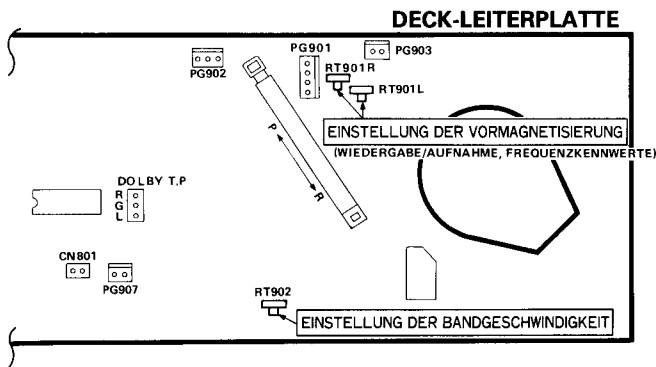 DECK-LEITERPLATTE
PG901
PG903
PG902
RT901R
RT901L
EINSTELLUNG DER VORMAGNETISIERUNG
(WIEDERGABE/AUFNAHME, FREQUENZKENNWERTE)
P
R
DOLBY T.P
R
G
L
CN801
PG907
RT902
EINSTELLUNG DER BANDGESCHWINDIGKEIT